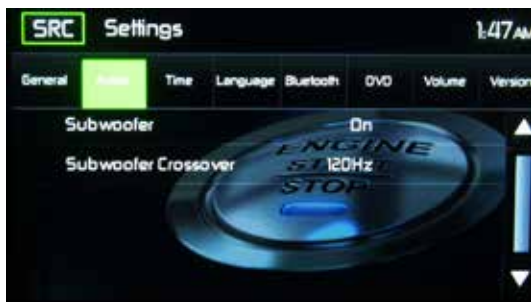 SRC Settings 1:47AM
General Audio Time Language Bluetooth DVD Volume Version
Subwoofer On
Subwoofer Crossover 120Hz
ENGINE
START
STOP